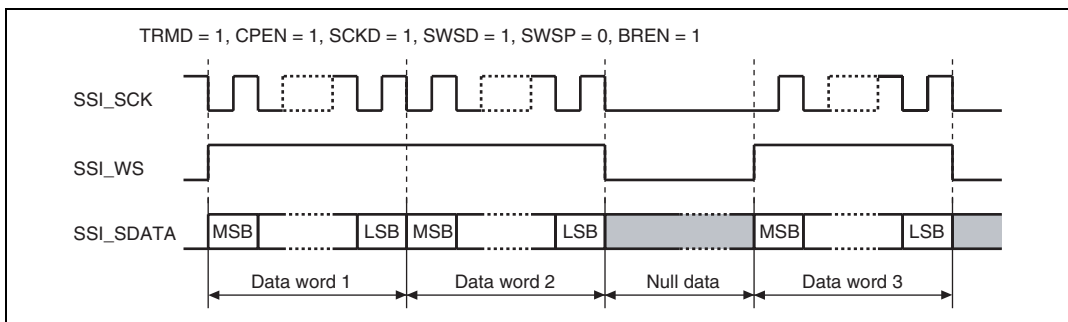 TRMD = 1, CPEN = 1, SCKD = 1, SWSD = 1, SWSP = 0, BREN = 1
SSI_SCK
SSI_WS
SSI_SDATA MSB LSB MSB LSB MSB LSB
Data word 1 Data word 2 Null data Data word 3